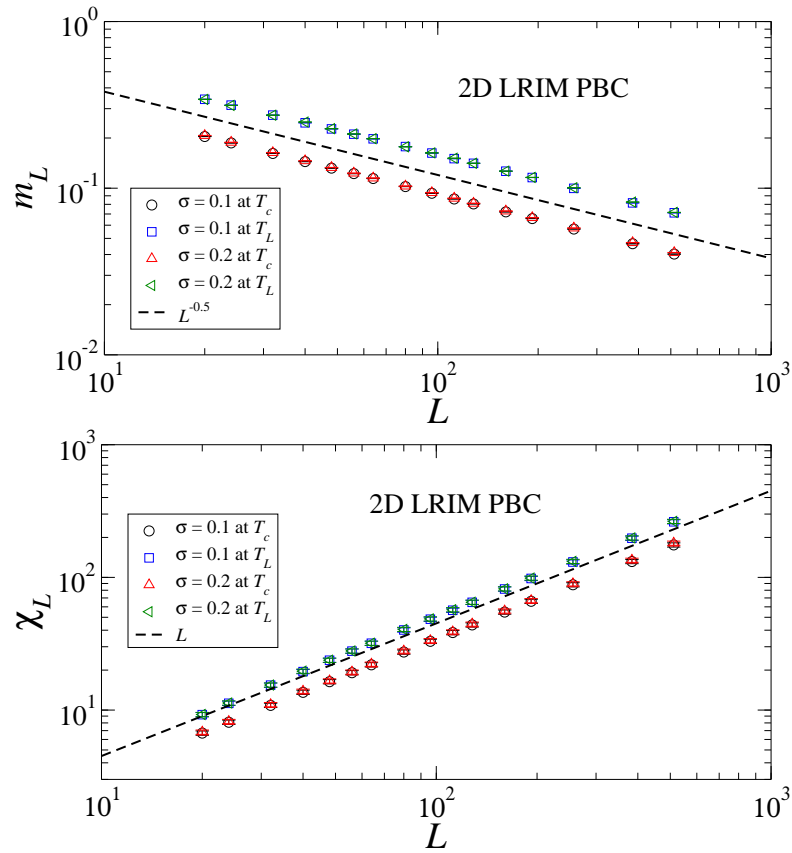 10^0
2D LRIM PBC
m_L
10^-1
σ = 0.1 at T_c
σ = 0.1 at T_L
σ = 0.2 at T_c
σ = 0.2 at T_L
L^-0.5
10^-2
10^1 10^2 10^3
L
10^3
2D LRIM PBC
σ = 0.1 at T_c
σ = 0.1 at T_L
σ = 0.2 at T_c
σ = 0.2 at T_L
L
10^2
χ_L
10^1
10^1 10^2 10^3
L